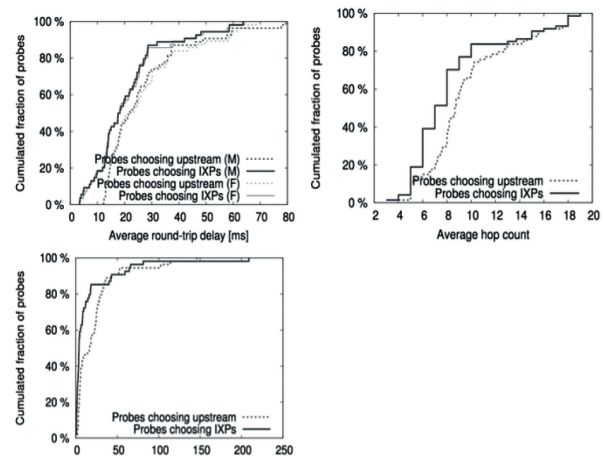 Cumulated fraction of probes
100 %
80 %
60 %
40 %
20 %
0 %
Probes choosing upstream (M)
Probes choosing IXPs (M)
Probes choosing upstream (F)
Probes choosing IXPs (F)
0 10 20 30 40 50 60 70 80
Average round-trip delay [ms]
Cumulated fraction of probes
100 %
80 %
60 %
40 %
20 %
0 %
Probes choosing upstream
Probes choosing IXPs
2 4 6 8 10 12 14 16 18 20
Average hop count
Cumulated fraction of probes
100 %
80 %
60 %
40 %
20 %
0 %
Probes choosing upstream
Probes choosing IXPs
0 50 100 150 200 250